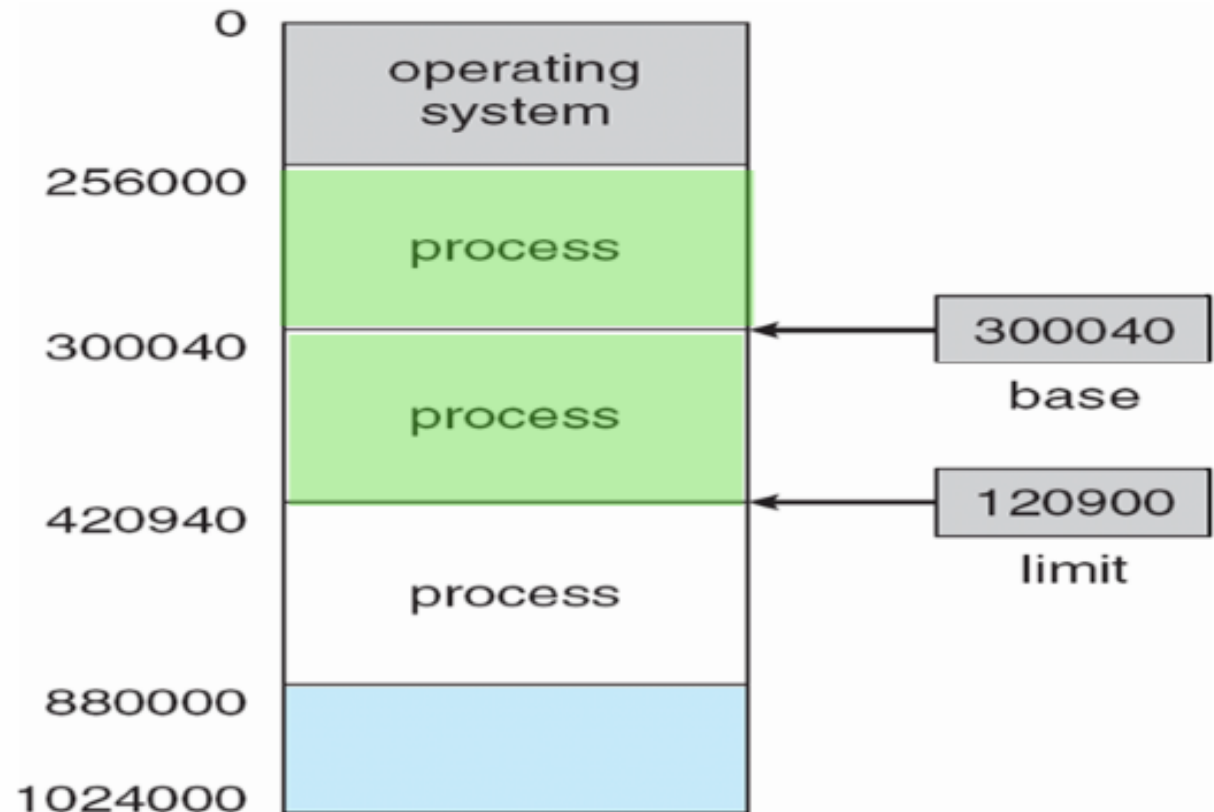 0
operating
system
256000
process
300040
300040
base
process
120900
420940
limit
process
880000
1024000